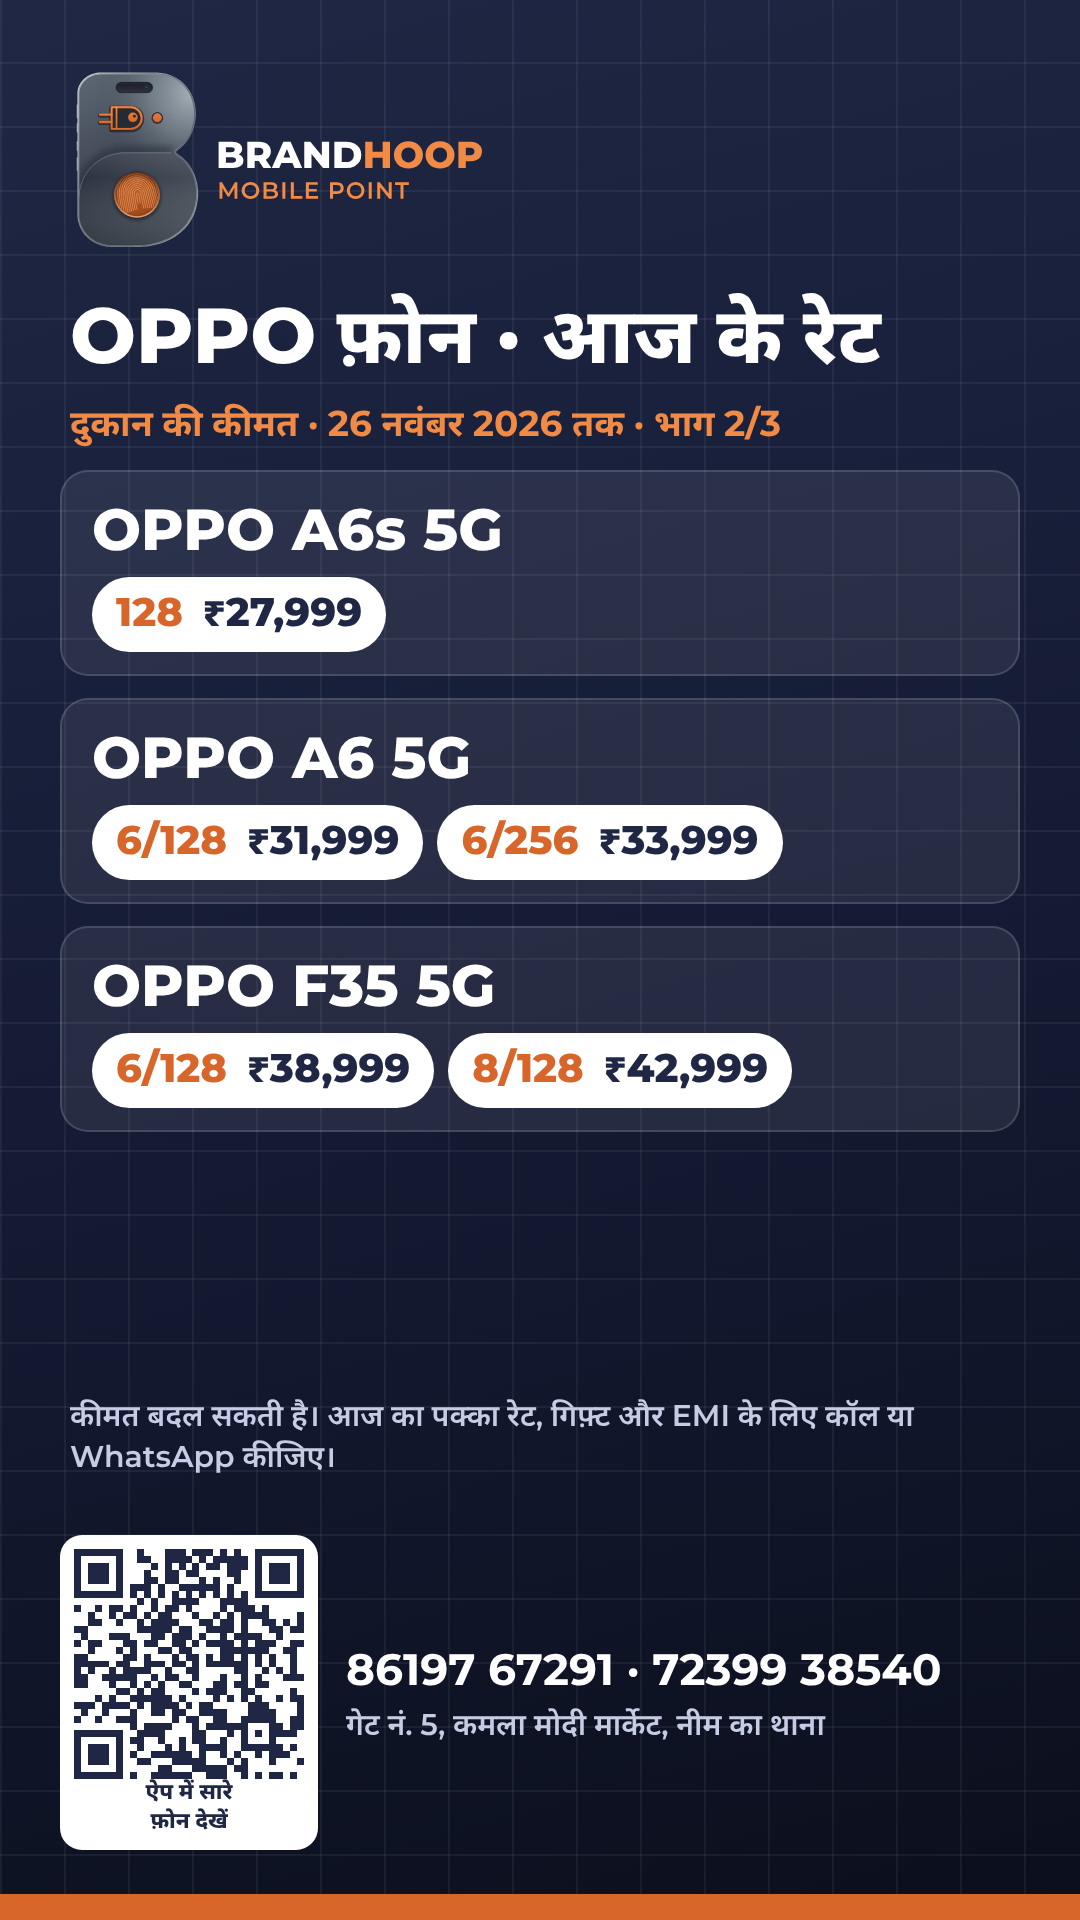 BRANDHOOP
MOBILE POINT
OPPO फ़ोन · आज के रेट
दुकान की कीमत · 26 नवंबर 2026 तक · भाग 2/3
OPPO A6s 5G
128 ₹27,999
OPPO A6 5G
6/128 ₹31,999 6/256 ₹33,999
OPPO F35 5G
6/128 ₹38,999 8/128 ₹42,999
कीमत बदल सकती है। आज का पक्का रेट, गिफ़्ट और EMI के लिए कॉल या
WhatsApp कीजिए।
86197 67291 · 72399 38540
गेट नं. 5, कमला मोदी मार्केट, नीम का थाना
ऐप में सारे
फ़ोन देखें